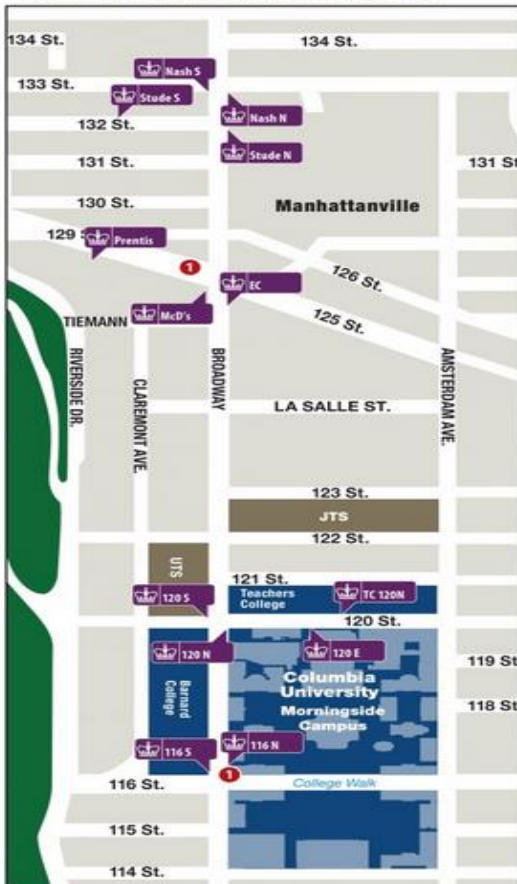 134 St.
134 St.
Nash S
133 St.
Stude S
Nash N
132 St.
Stude N
131 St.
131 St
130 St.
Manhattanville
129 S
Prentis
1
126 St.
EC
TIEMANN
McD's
125 St.
RIVERSIDE DR.
CLAREMONT AVE.
BROADWAY
AMSTERDAM AVE.
LA SALLE ST.
123 St.
JTS
122 St.
UTS
121 St.
120 S
Teachers
College
TC 120N
120 St.
120 N
120 E
119 St
Barnard
College
Columbia
University
Morningside
Campus
118 St
116 S
116 N
1
116 St.
College Walk
115 St.
114 St.